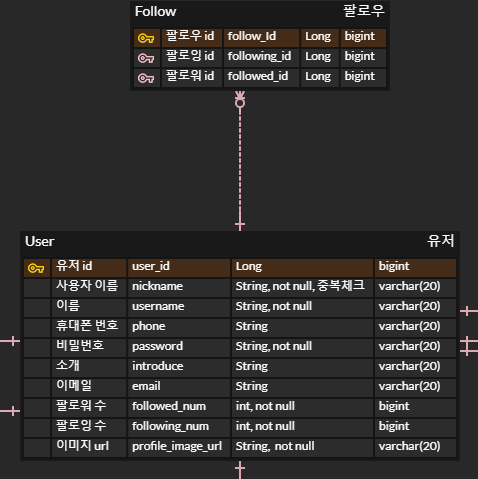 Follow 팔로우
팔로우 id follow_Id Long bigint
팔로잉 id following_id Long bigint
팔로워 id followed_id Long bigint
User 유저
유저 id user_id Long bigint
사용자 이름 nickname String, not null, 중복체크 varchar(20)
이름 username String, not null varchar(20)
휴대폰 번호 phone String varchar(20)
비밀번호 password String, not null varchar(20)
소개 introduce String varchar(20)
이메일 email String varchar(20)
팔로워 수 followed_num int, not null bigint
팔로잉 수 following_num int, not null bigint
이미지 url profile_image_url String, not null varchar(20)